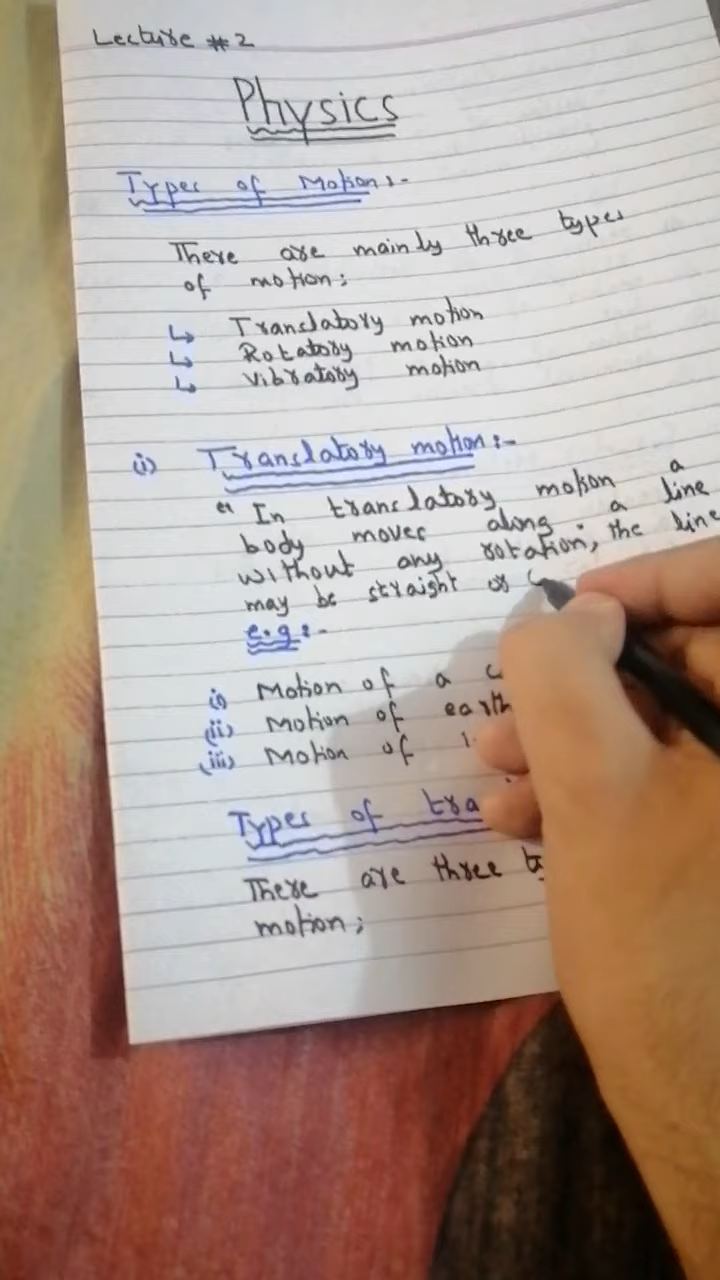 Lecture #2
Physics
Types of Motion:-
There are mainly three types
of motion;
↳ Translatory motion
↳ Rotatory motion
↳ Vibratory motion
(i) Translatory motion:-
" In translatory motion a
body moves along a line
without any rotation; the line
may be straight or
e.g:-
(i) Motion of a
(ii) Motion of earth
(iii) Motion of
Types of
There are three
motion;